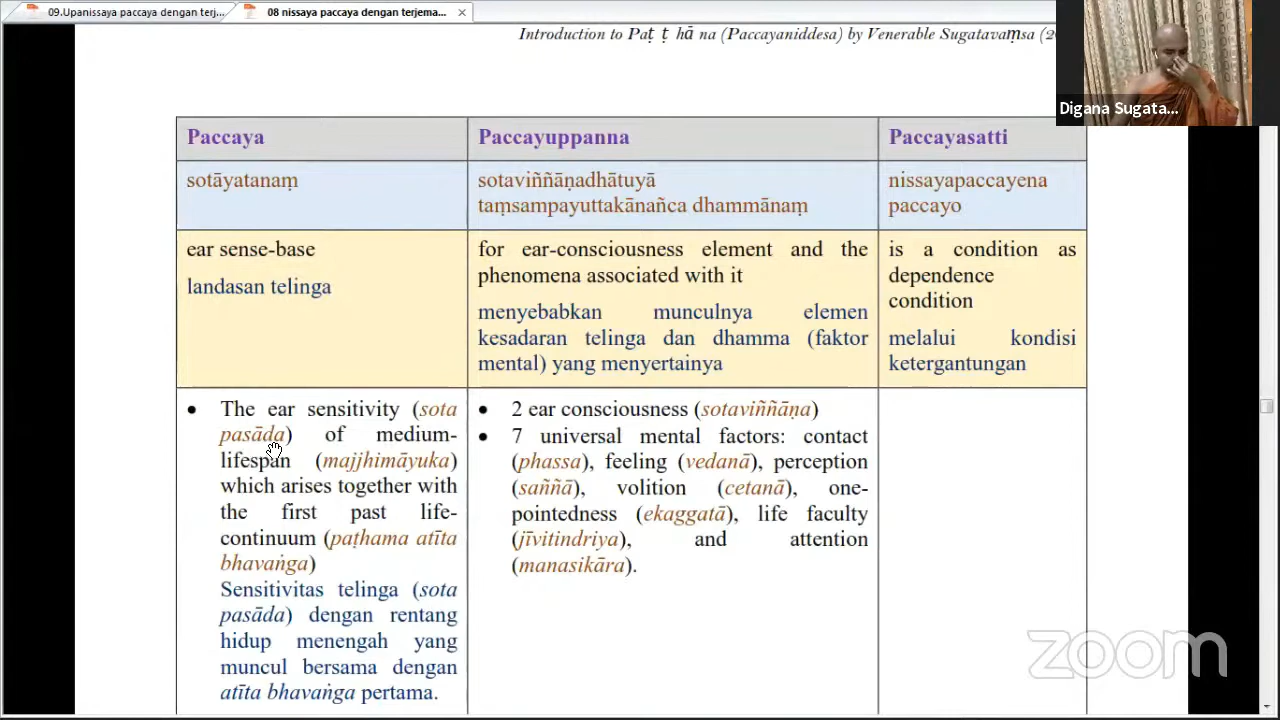 09.Upanissaya paccaya dengan terj...
08 nissaya paccaya dengan terjema...
Introduction to Paṭ ṭ hā na (Paccayaniddesa) by Venerable Sugatavaṃsa (2
Digana Sugata...
Paccaya
Paccayuppanna
Paccayasatti
sotāyatanaṃ
sotaviññāṇadhātuyā
taṃsampayuttakānañca dhammānaṃ
nissayapaccayena
paccayo
ear sense-base
landasan telinga
for ear-consciousness element and the
phenomena associated with it
menyebabkan munculnya elemen
kesadaran telinga dan dhamma (faktor
mental) yang menyertainya
is a condition as
dependence
condition
melalui kondisi
ketergantungan
• The ear sensitivity (sota
pasāda) of medium-
lifespan (majjhimāyuka)
which arises together with
the first past life-
continuum (paṭhama atīta
bhavaṅga)
Sensitivitas telinga (sota
pasāda) dengan rentang
hidup menengah yang
muncul bersama dengan
atīta bhavaṅga pertama.
• 2 ear consciousness (sotaviññāṇa)
• 7 universal mental factors: contact
(phassa), feeling (vedanā), perception
(saññā), volition (cetanā), one-
pointedness (ekaggatā), life faculty
(jīvitindriya), and attention
(manasikāra).
zoom